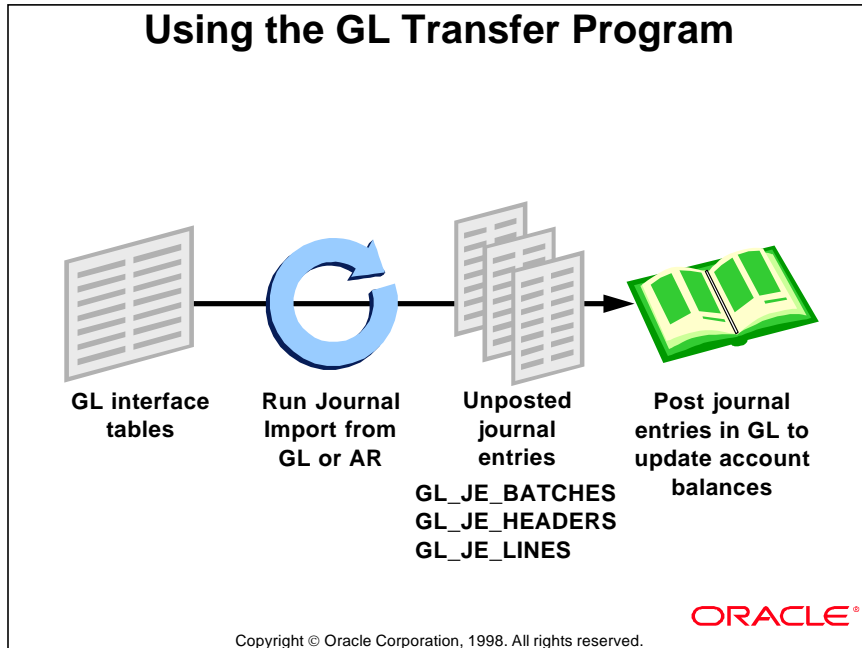 Using the GL Transfer Program
GL interface
tables
Run Journal
Import from
GL or AR
Unposted
journal
entries
GL_JE_BATCHES
GL_JE_HEADERS
GL_JE_LINES
Post journal
entries in GL to
update account
balances
ORACLE®
Copyright © Oracle Corporation, 1998. All rights reserved.